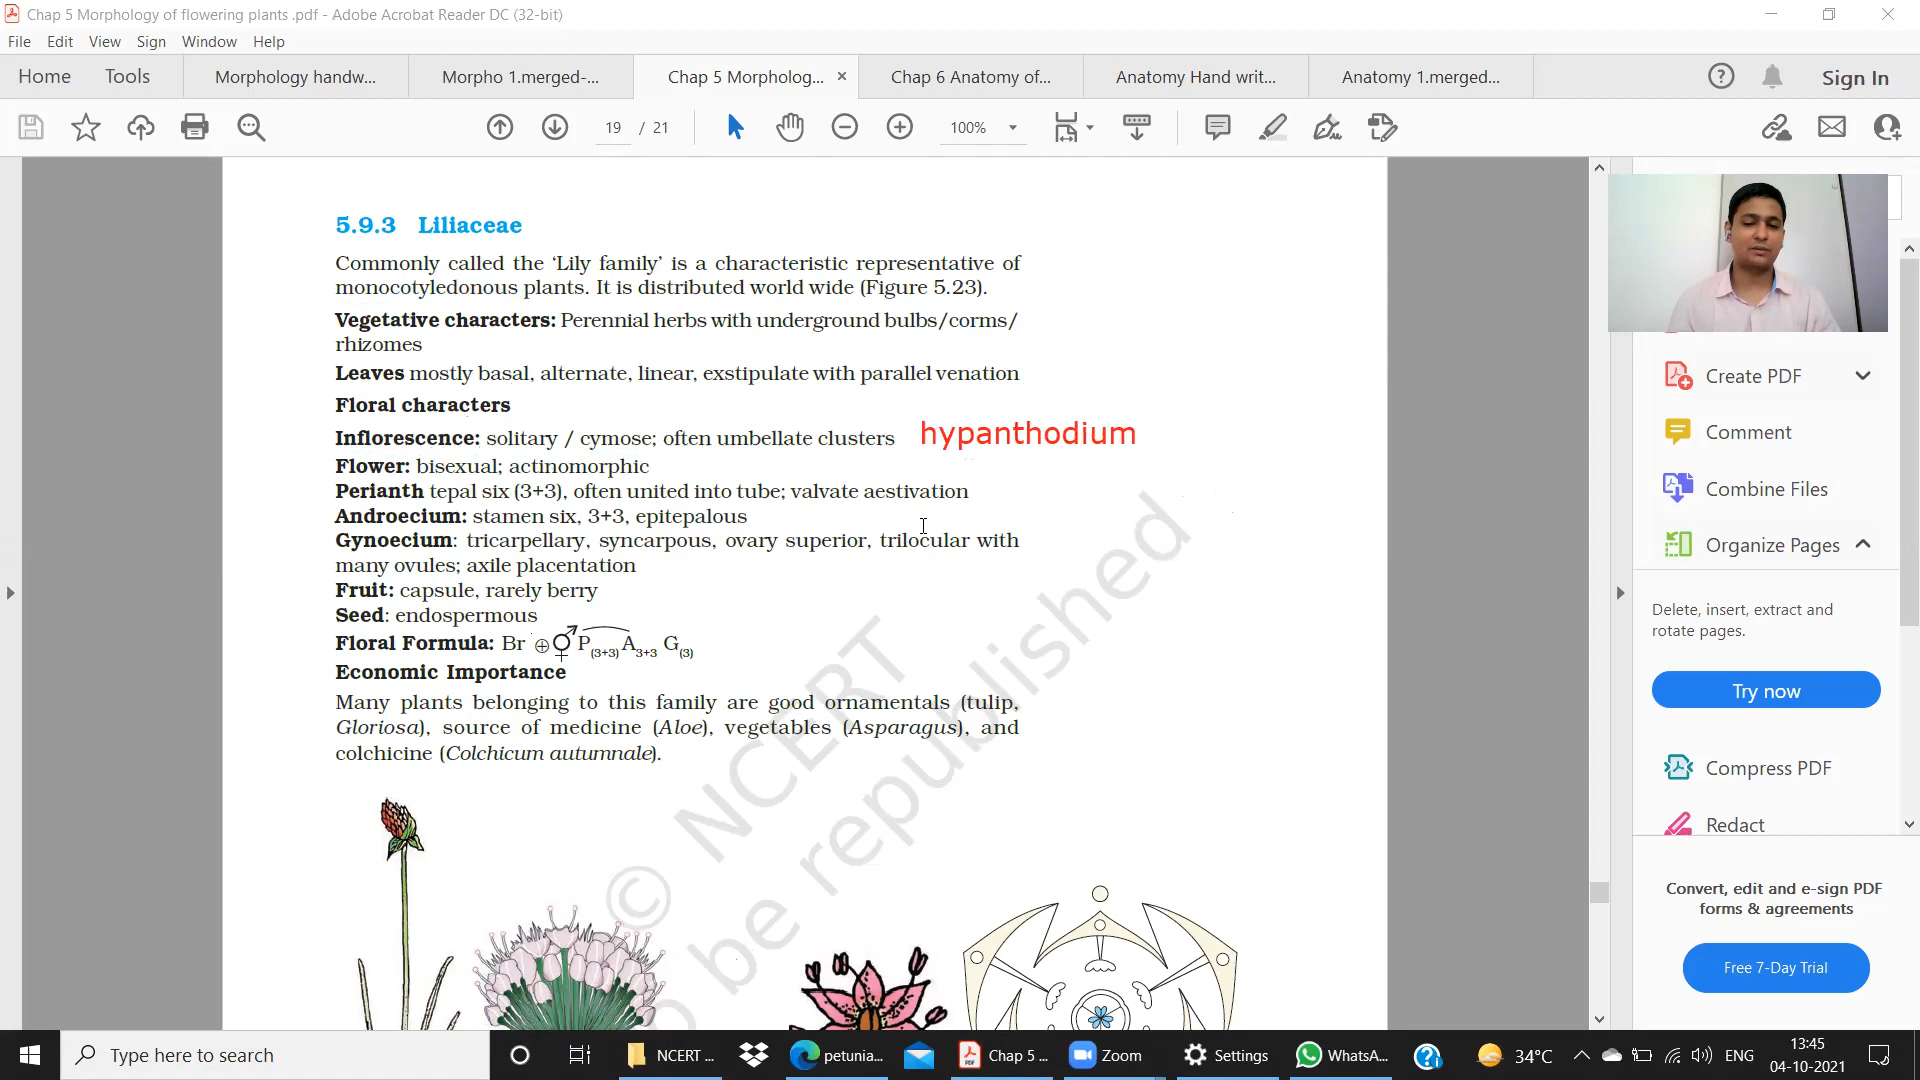 Chap 5 Morphology of flowering plants .pdf - Adobe Acrobat Reader DC (32-bit)
File Edit View Sign Window Help
Home Tools Morphology handw... Morpho 1.merged-... Chap 5 Morpholog... × Chap 6 Anatomy of... Anatomy Hand writ... Anatomy 1.merged... Sign In
19 / 21 100%
5.9.3 Liliaceae
Commonly called the ‘Lily family’ is a characteristic representative of
monocotyledonous plants. It is distributed world wide (Figure 5.23).
Vegetative characters: Perennial herbs with underground bulbs/corms/
rhizomes
Leaves mostly basal, alternate, linear, exstipulate with parallel venation
Floral characters
Inflorescence: solitary / cymose; often umbellate clusters hypanthodium
Flower: bisexual; actinomorphic
Perianth tepal six (3+3), often united into tube; valvate aestivation
Androecium: stamen six, 3+3, epitepalous
Gynoecium: tricarpellary, syncarpous, ovary superior, trilocular with
many ovules; axile placentation
Fruit: capsule, rarely berry
Seed: endospermous
Floral Formula: Br ⊕ ⚥ P(3+3) A3+3 G(3)
Economic Importance
Many plants belonging to this family are good ornamentals (tulip,
Gloriosa), source of medicine (Aloe), vegetables (Asparagus), and
colchicine (Colchicum autumnale).
© NCERT
o be republished
Create PDF
Comment
Combine Files
Organize Pages
Delete, insert, extract and
rotate pages.
Try now
Compress PDF
Redact
Convert, edit and e-sign PDF
forms & agreements
Free 7-Day Trial
Type here to search NCERT ... petunia... Chap 5 ... Zoom Settings WhatsA... 34°C ENG 13:45
04-10-2021